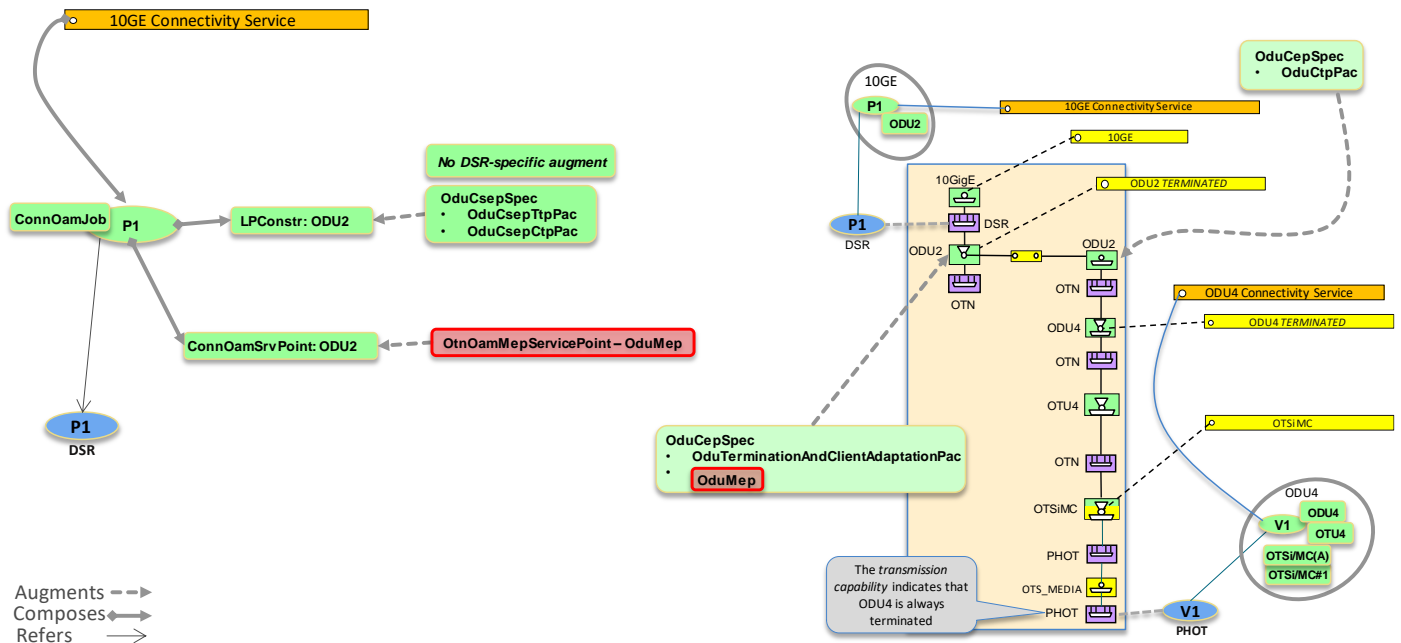 10GE Connectivity Service
ConnOamJob
P1
LPConstr: ODU2
No DSR-specific augment
OduCsepSpec
• OduCsepTtpPac
• OduCsepCtpPac
ConnOamSrvPoint: ODU2
OtnOamMepServicePoint – OduMep
P1
DSR
Augments
Composes
Refers
10GE
P1
ODU2
10GE Connectivity Service
10GE
ODU2 TERMINATED
OduCepSpec
• OduCtpPac
10GigE
P1
DSR
DSR
ODU2
ODU2
OTN
OTN
ODU4 Connectivity Service
ODU4
ODU4 TERMINATED
OTN
OTU4
OduCepSpec
• OduTerminationAndClientAdaptationPac
• OduMep
OTN
OTSiMC
OTSiMC
ODU4
V1
ODU4
OTU4
OTSi/MC(A)
OTSi/MC#1
PHOT
The transmission
capability indicates that
ODU4 is always
terminated
OTS_MEDIA
PHOT
V1
PHOT